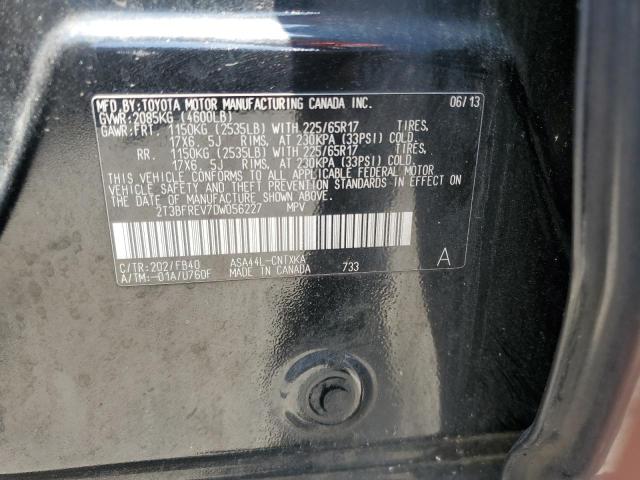 MFD.BY:TOYOTA MOTOR MANUFACTURING CANADA INC. 06/13
GVWR:2085KG (4600LB)
GAWR:FRT. 1150KG (2535LB) WITH 225/65R17 TIRES,
17X6.5J RIMS, AT 230KPA (33PSI) COLD.
RR. 1150KG (2535LB) WITH 225/65R17 TIRES,
17X6.5J RIMS, AT 230KPA (33PSI) COLD.
THIS VEHICLE CONFORMS TO ALL APPLICABLE FEDERAL MOTOR
VEHICLE SAFETY AND THEFT PREVENTION STANDARDS IN EFFECT
ON THE DATE OF MANUFACTURE SHOWN ABOVE.
2T3BFREV7DW056227 MPV
C/TR:202/FB40 ASA44L-CNTXKA
A/TM:-01A/U760F MADE IN CANADA 733 A